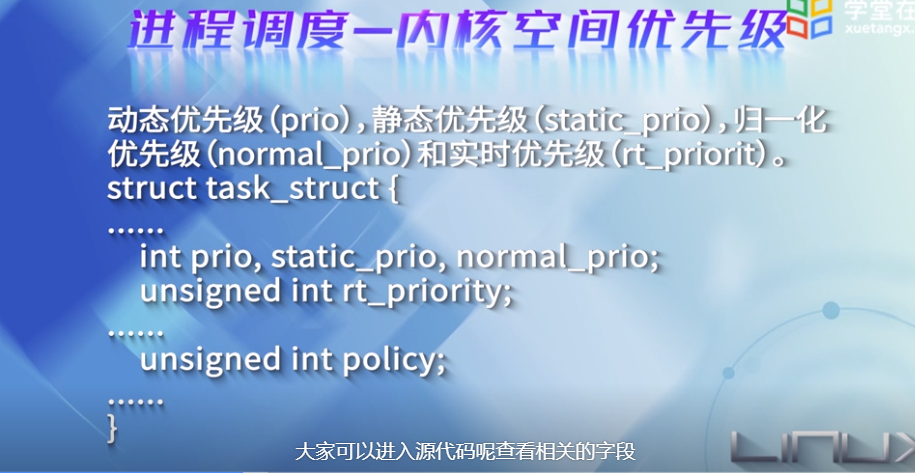 进程调度—内核空间优先级
学堂在
xuetangx.
动态优先级(prio),静态优先级(static_prio),归一化
优先级(normal_prio)和实时优先级(rt_priorit)。
struct task_struct {
......
int prio, static_prio, normal_prio;
unsigned int rt_priority;
......
unsigned int policy;
......
}
大家可以进入源代码呢查看相关的字段
LINUX